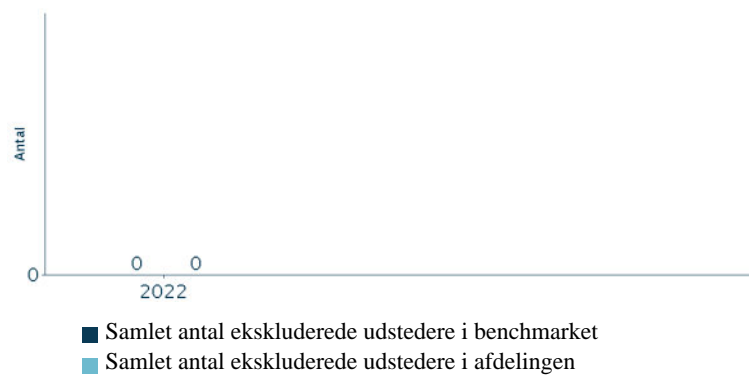 Antal
0 0
0
2022
Samlet antal ekskluderede udstedere i benchmarket
Samlet antal ekskluderede udstedere i afdelingen